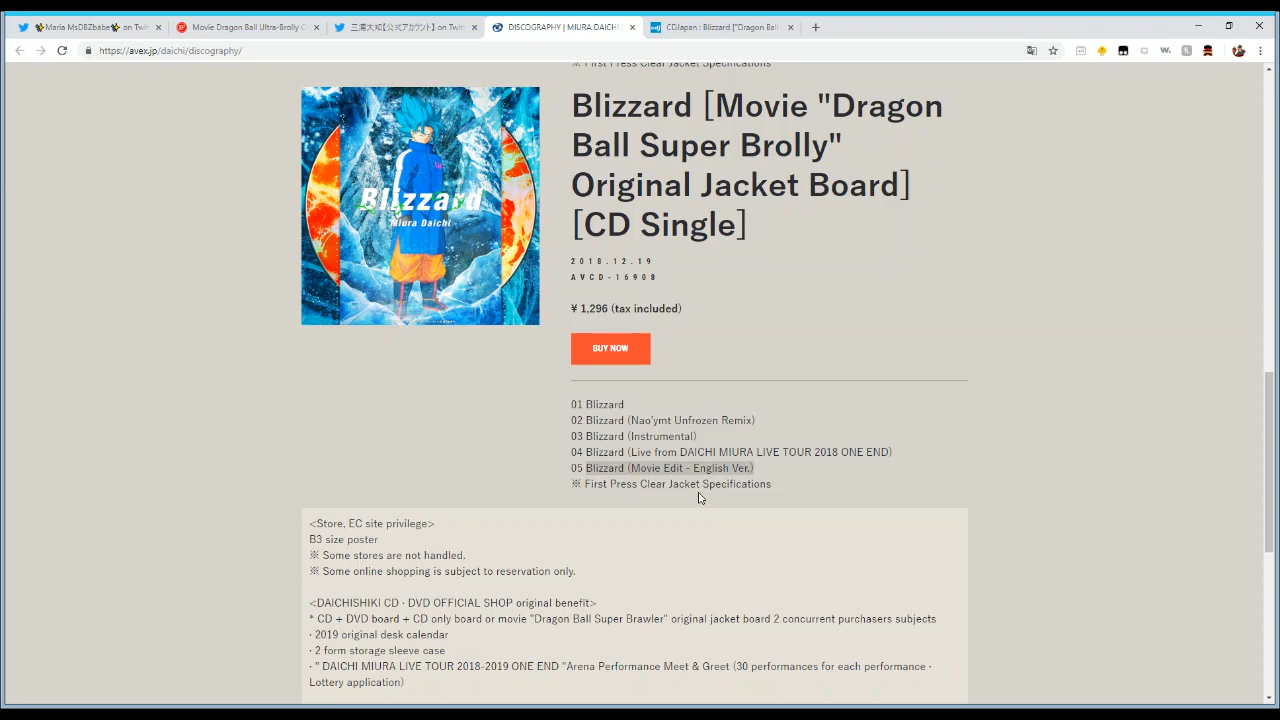 Maria MsDBZbabe on Twit
Movie Dragon Ball Ultra-Brolly C
三浦大知【公式アカウント】on Twit
DISCOGRAPHY | MIURA DAICHI
CDJapan : Blizzard ["Dragon Ball
https://avex.jp/daichi/discography/
※ First Press Clear Jacket Specifications
Blizzard
Miura Daichi
Blizzard [Movie "Dragon
Ball Super Brolly"
Original Jacket Board]
[CD Single]
2018.12.19
AVCD-16908
¥ 1,296 (tax included)
BUY NOW
01 Blizzard
02 Blizzard (Nao'ymt Unfrozen Remix)
03 Blizzard (Instrumental)
04 Blizzard (Live from DAICHI MIURA LIVE TOUR 2018 ONE END)
05 Blizzard (Movie Edit - English Ver.)
※ First Press Clear Jacket Specifications
<Store, EC site privilege>
B3 size poster
※ Some stores are not handled.
※ Some online shopping is subject to reservation only.
<DAICHISHIKI CD · DVD OFFICIAL SHOP original benefit>
* CD + DVD board + CD only board or movie "Dragon Ball Super Brawler" original jacket board 2 concurrent purchasers subjects
· 2019 original desk calendar
· 2 form storage sleeve case
· " DAICHI MIURA LIVE TOUR 2018-2019 ONE END "Arena Performance Meet & Greet (30 performances for each performance ·
Lottery application)